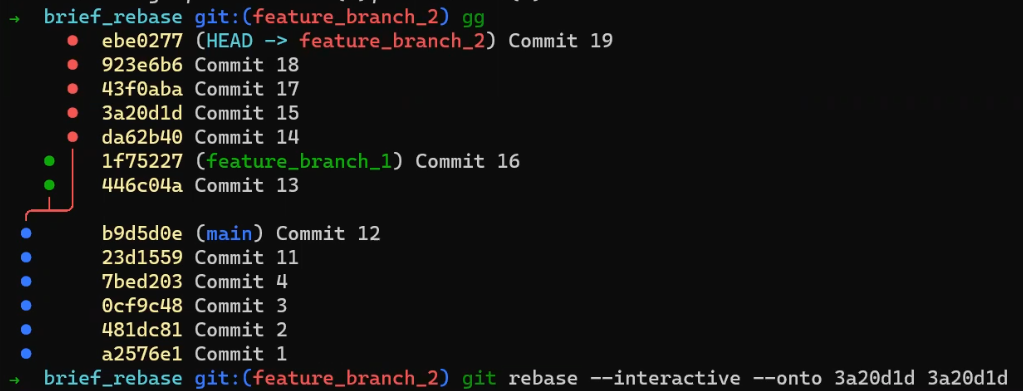 → brief_rebase git:(feature_branch_2) gg
ebe0277 (HEAD -> feature_branch_2) Commit 19
923e6b6 Commit 18
43f0aba Commit 17
3a20d1d Commit 15
da62b40 Commit 14
1f75227 (feature_branch_1) Commit 16
446c04a Commit 13
b9d5d0e (main) Commit 12
23d1559 Commit 11
7bed203 Commit 4
0cf9c48 Commit 3
481dc81 Commit 2
a2576e1 Commit 1
→ brief_rebase git:(feature_branch_2) git rebase --interactive --onto 3a20d1d 3a20d1d